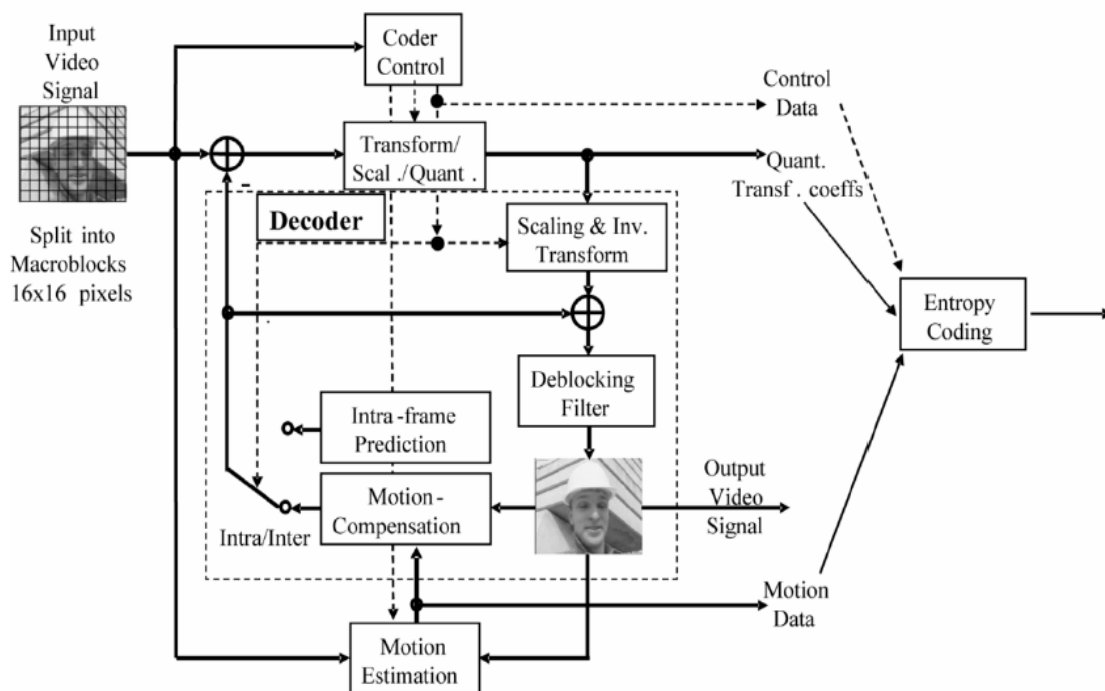 Input
Video
Signal
Coder
Control
Control
Data
Transform/
Scal./Quant.
Quant.
Transf. coeffs
-
Decoder
Scaling & Inv.
Transform
Split into
Macroblocks
16x16 pixels
Entropy
Coding
Deblocking
Filter
Intra-frame
Prediction
Output
Video
Signal
Motion-
Compensation
Intra/Inter
Motion
Data
Motion
Estimation